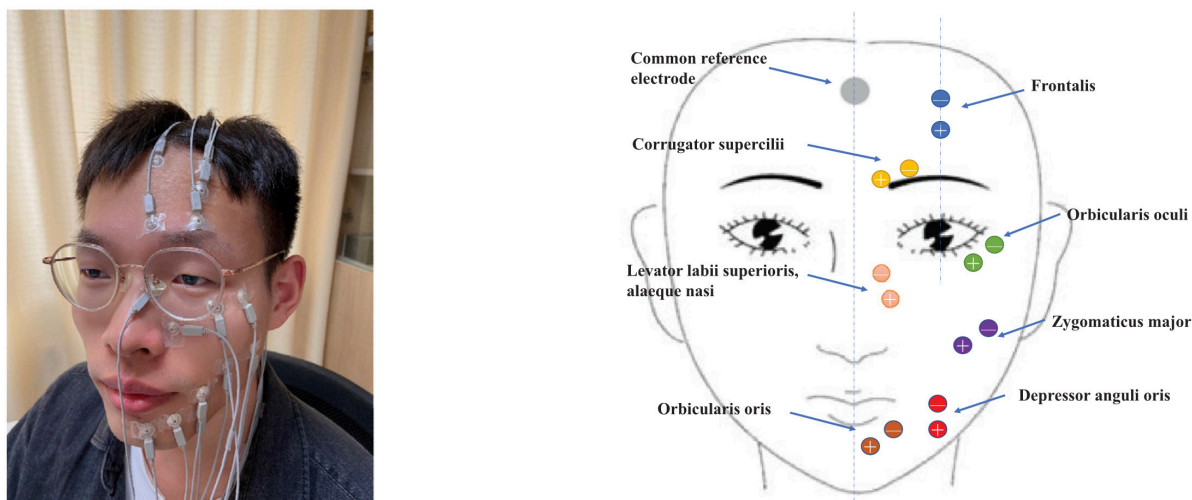 Common reference
electrode
Frontalis
Corrugator supercilii
Orbicularis oculi
Levator labii superioris,
alaeque nasi
Zygomaticus major
Depressor anguli oris
Orbicularis oris